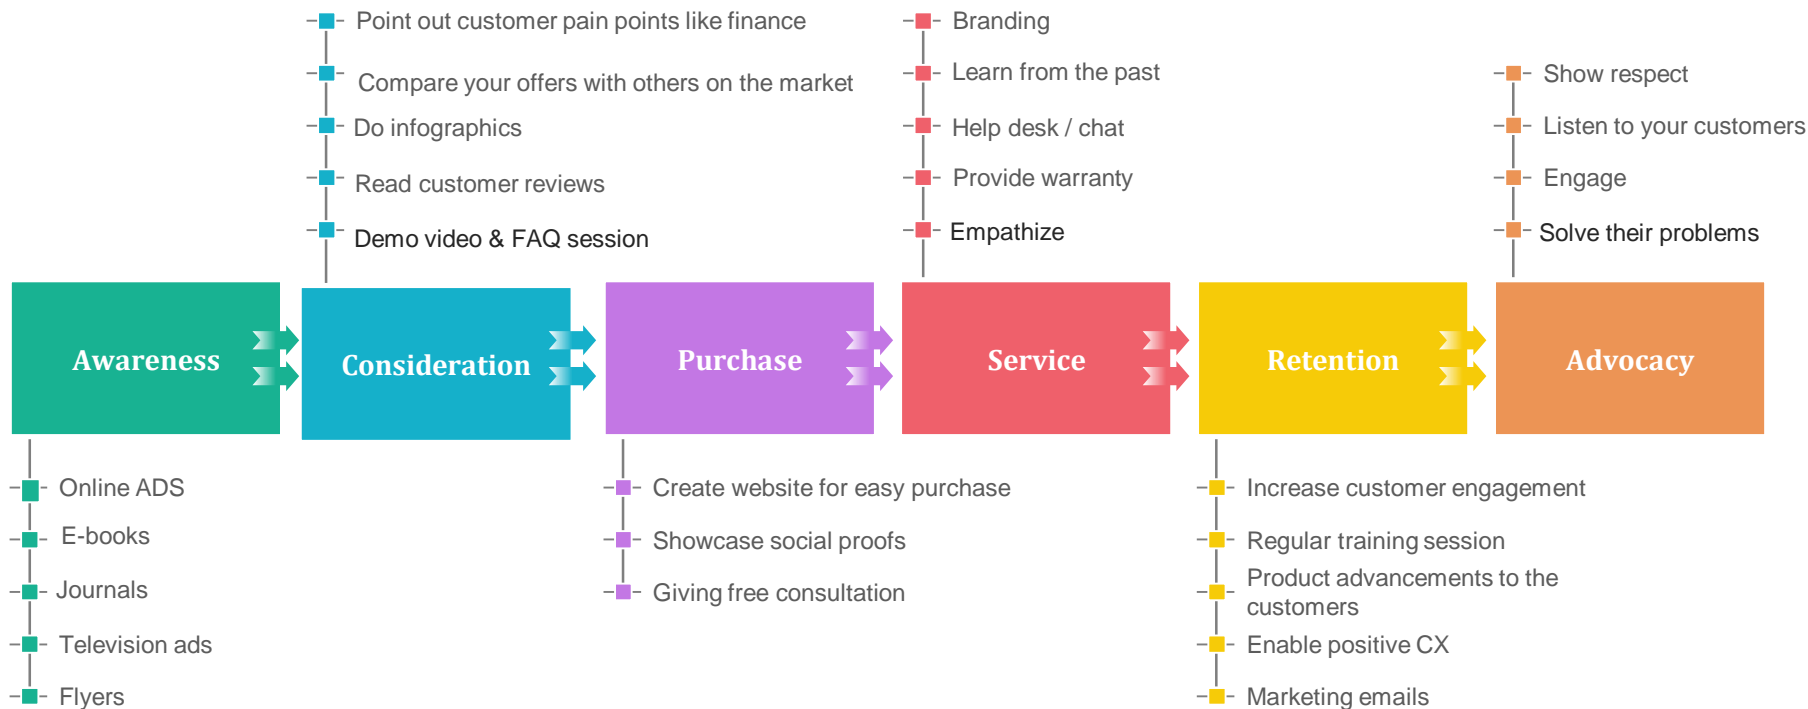 Point out customer pain points like finance
Compare your offers with others on the market
Do infographics
Read customer reviews
Demo video & FAQ session
Branding
Learn from the past
Help desk / chat
Provide warranty
Empathize
Show respect
Listen to your customers
Engage
Solve their problems
Awareness
Consideration
Purchase
Service
Retention
Advocacy
Online ADS
E-books
Journals
Television ads
Flyers
Create website for easy purchase
Showcase social proofs
Giving free consultation
Increase customer engagement
Regular training session
Product advancements to the
customers
Enable positive CX
Marketing emails